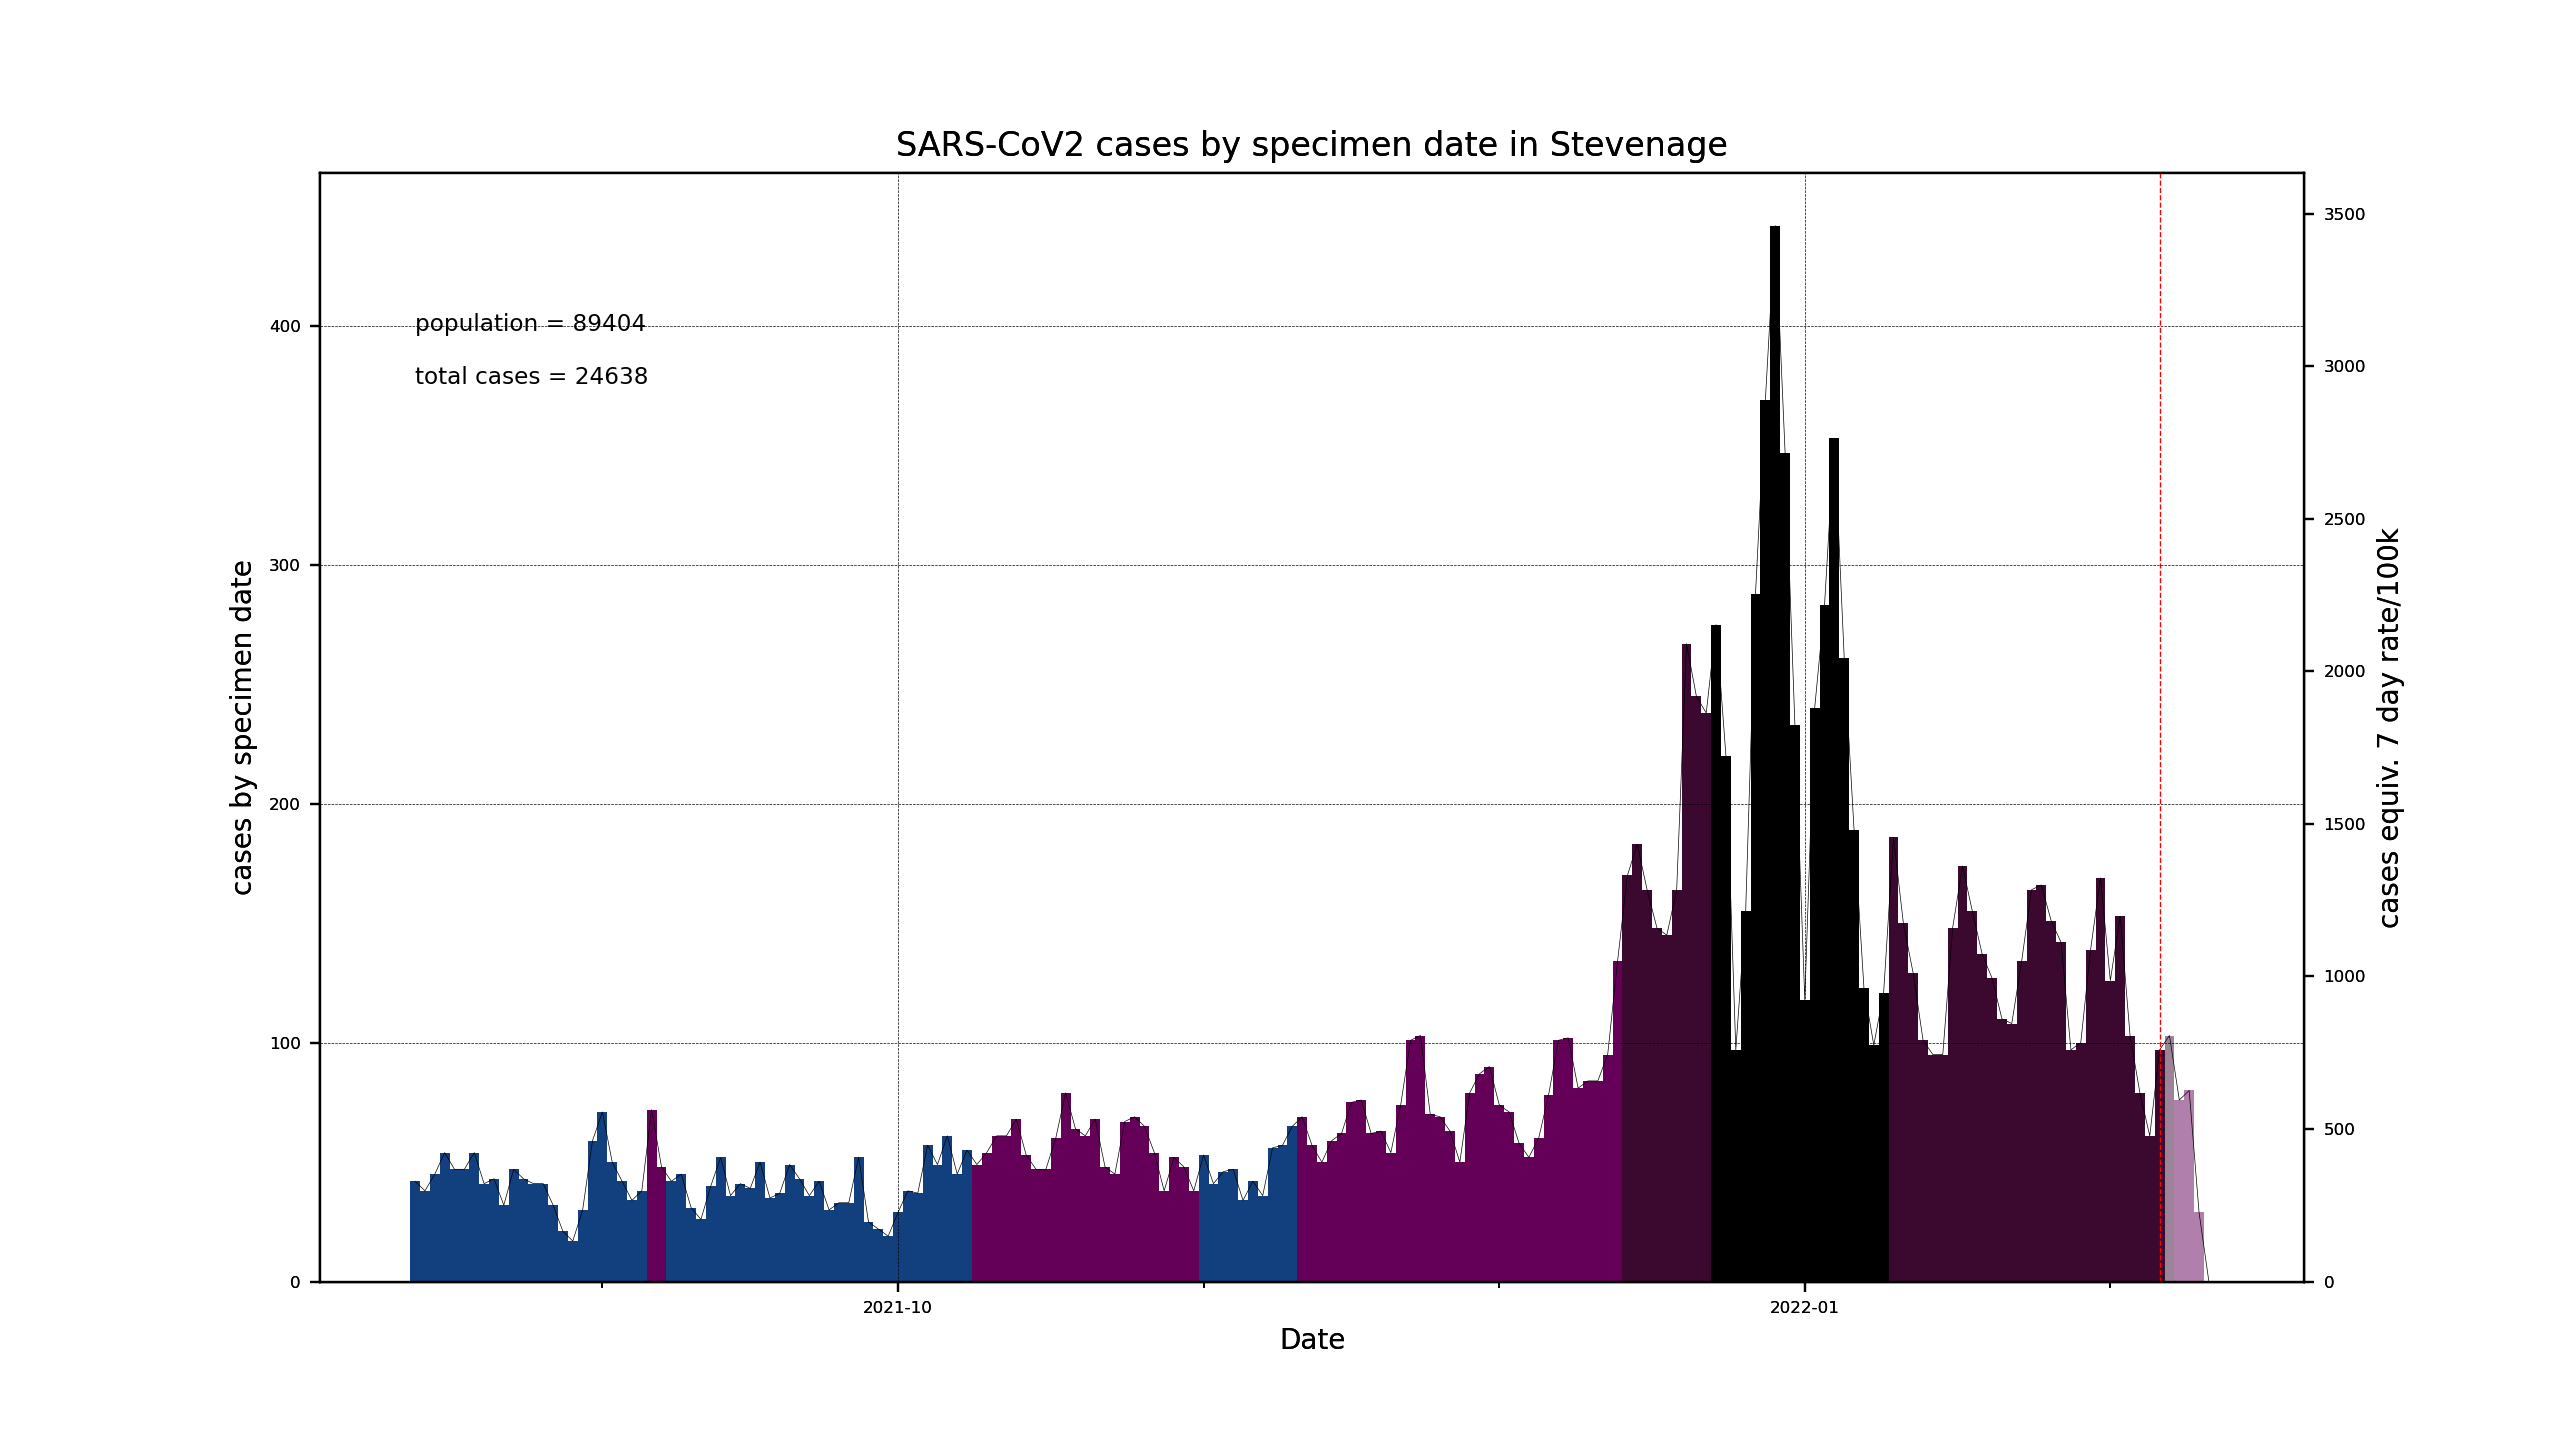 SARS-CoV2 cases by specimen date in Stevenage
population = 89404
total cases = 24638
cases by specimen date
400
300
200
100
0
3500
3000
2500
2000
1500
1000
500
0
cases equiv. 7 day rate/100k
2021-10
2022-01
Date